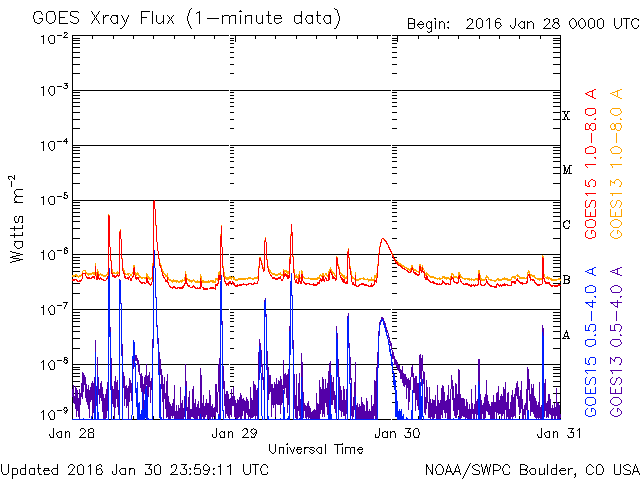 GOES Xray Flux (1-minute data)
Begin: 2016 Jan 28 0000 UTC
10-2
10-3
10-4
10-5
10-6
10-7
10-8
10-9
Watts m-2
X
M
C
B
A
GOES15 1.0-8.0 A
GOES13 1.0-8.0 A
GOES15 0.5-4.0 A
GOES13 0.5-4.0 A
Jan 28 Jan 29 Jan 30 Jan 31
Universal Time
Updated 2016 Jan 30 23:59:11 UTC
NOAA/SWPC Boulder, CO USA